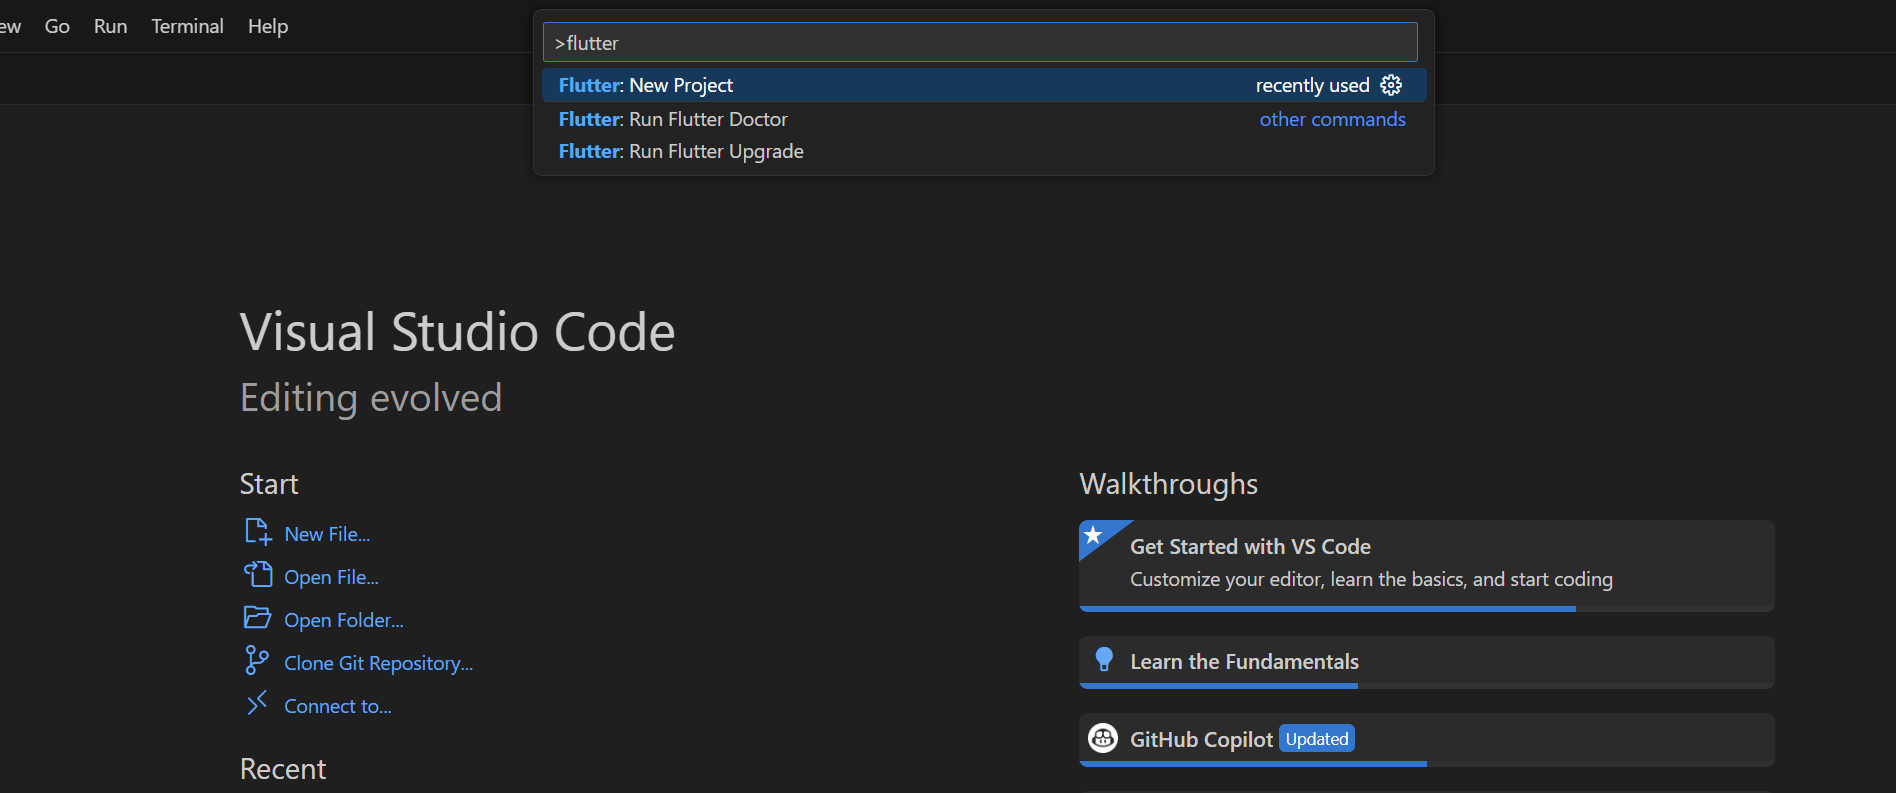 ew Go Run Terminal Help
>flutter
Flutter: New Project recently used
Flutter: Run Flutter Doctor other commands
Flutter: Run Flutter Upgrade
Visual Studio Code
Editing evolved
Start
New File...
Open File...
Open Folder...
Clone Git Repository...
Connect to...
Recent
Walkthroughs
Get Started with VS Code
Customize your editor, learn the basics, and start coding
Learn the Fundamentals
GitHub Copilot Updated